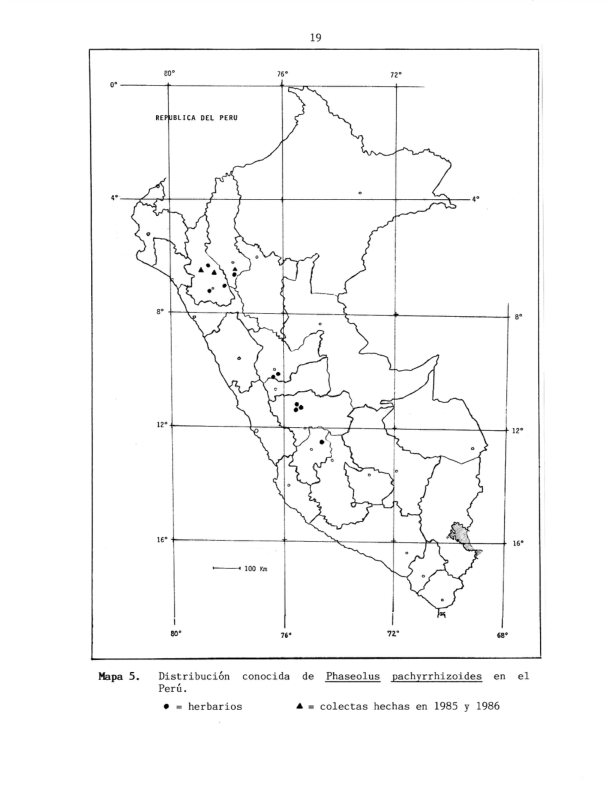 19
80° 76° 72°
0°
REPUBLICA DEL PERU
4° 4°
8° 8°
12° 12°
16° 16°
100 Km
80° 76° 72° 68°
Mapa 5. Distribución conocida de Phaseolus pachyrrhizoides en el
Perú.
● = herbarios ▲ = colectas hechas en 1985 y 1986